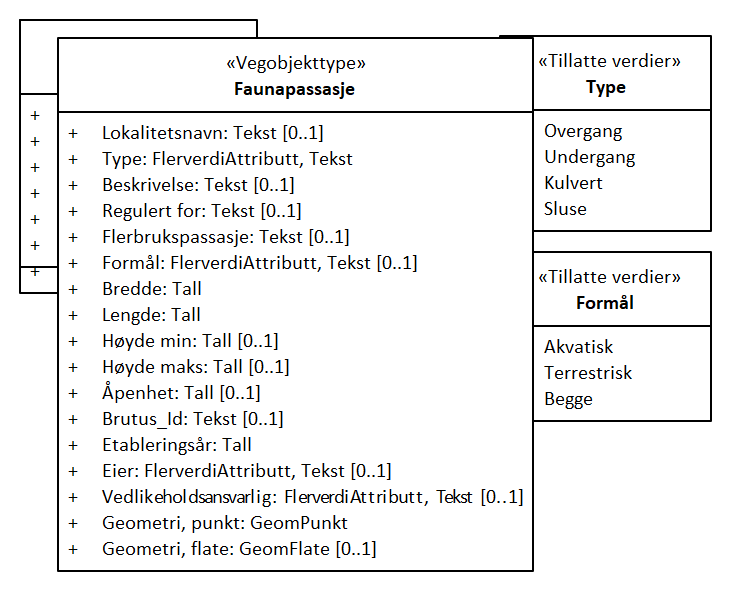 «Vegobjekttype»
Faunapassasje
+ Lokalitetsnavn: Tekst [0..1]
+ Type: FlerverdiAttributt, Tekst
+ Beskrivelse: Tekst [0..1]
+ Regulert for: Tekst [0..1]
+ Flerbrukspassasje: Tekst [0..1]
+ Formål: FlerverdiAttributt, Tekst [0..1]
+ Bredde: Tall
+ Lengde: Tall
+ Høyde min: Tall [0..1]
+ Høyde maks: Tall [0..1]
+ Åpenhet: Tall [0..1]
+ Brutus_Id: Tekst [0..1]
+ Etableringsår: Tall
+ Eier: FlerverdiAttributt, Tekst [0..1]
+ Vedlikeholdsansvarlig: FlerverdiAttributt, Tekst [0..1]
+ Geometri, punkt: GeomPunkt
+ Geometri, flate: GeomFlate [0..1]
+
+
+
+
+
+
+
«Tillatte verdier»
Type
Overgang
Undergang
Kulvert
Sluse
«Tillatte verdier»
Formål
Akvatisk
Terrestrisk
Begge